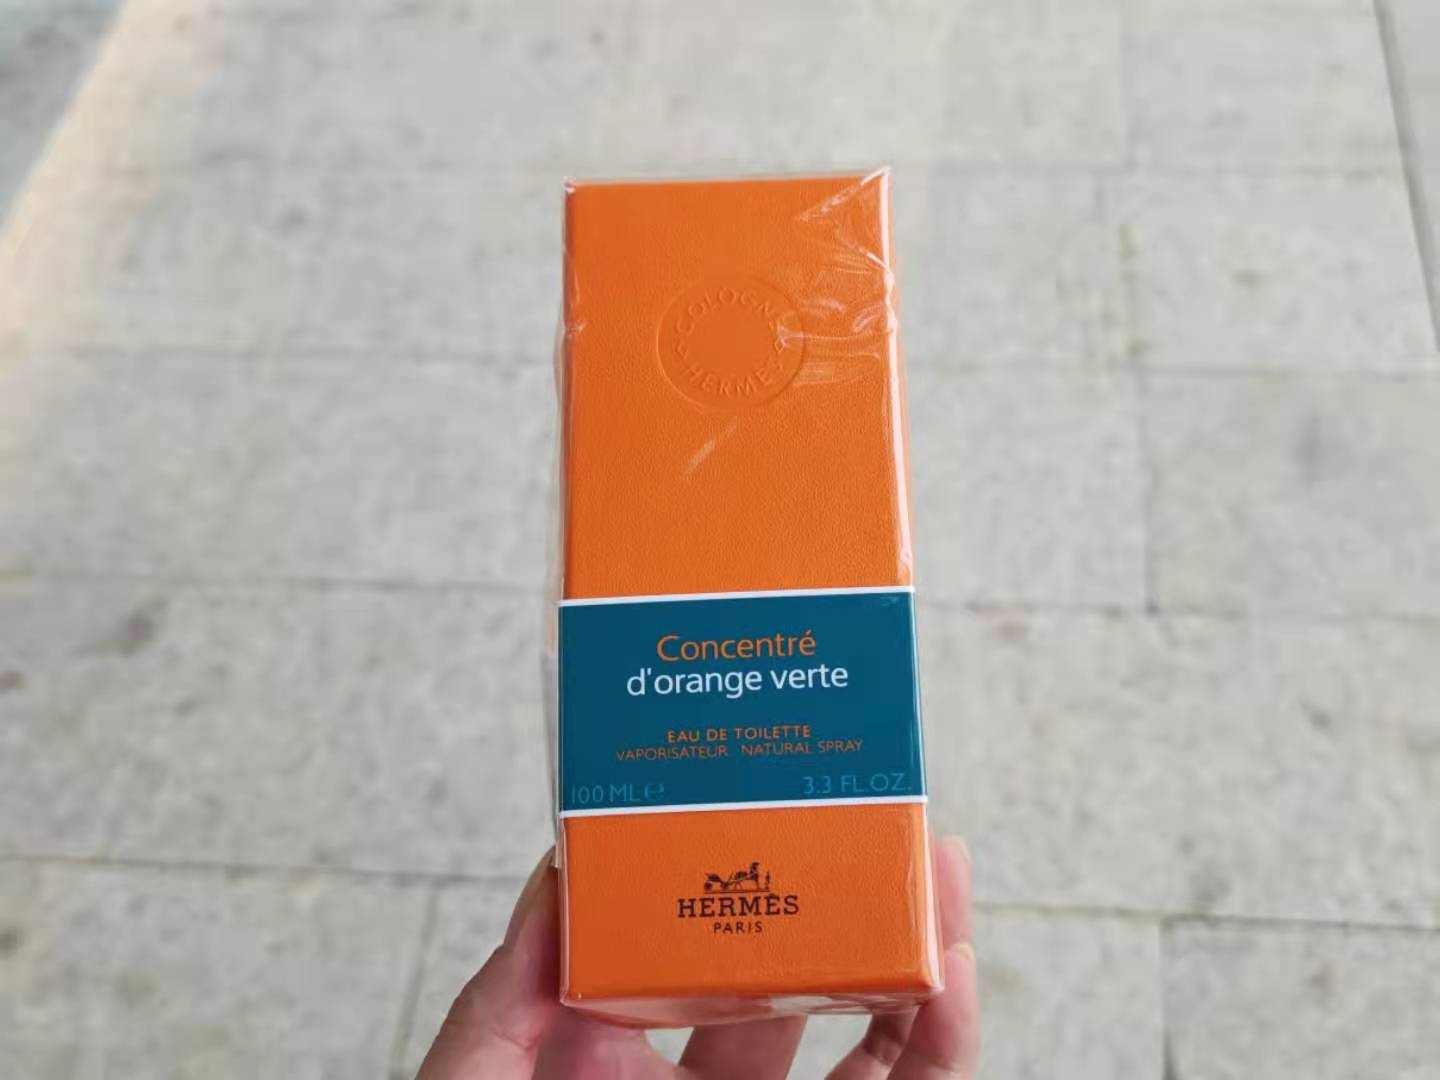 COLOGNE
HERMÈS
Concentré
d'orange verte
EAU DE TOILETTE
VAPORISATEUR NATURAL SPRAY
100 ML ℮ 3.3 FL.OZ.
HERMÈS
PARIS